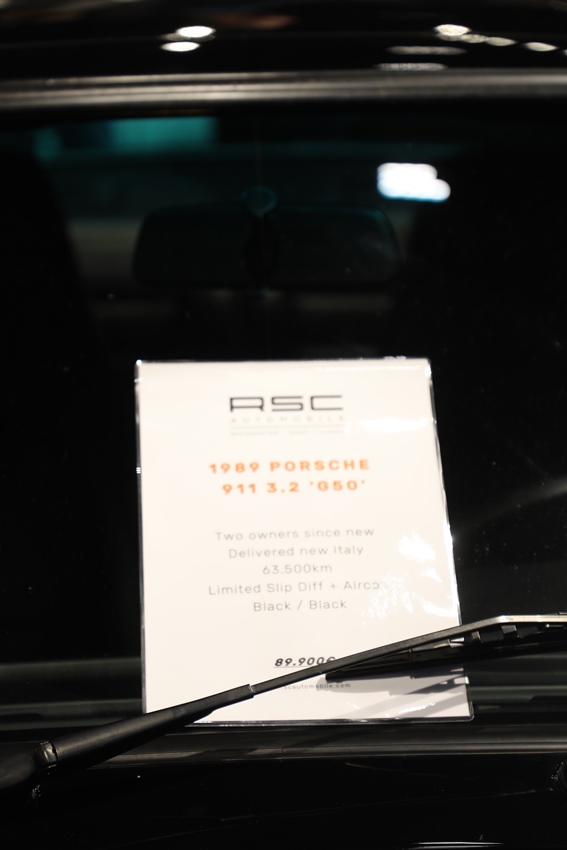 RSC
AUTOMOBILE
1989 PORSCHE
911 3.2 'G50'
Two owners since new
Delivered new Italy
63.500km
Limited Slip Diff + Airco
Black / Black
89.900€